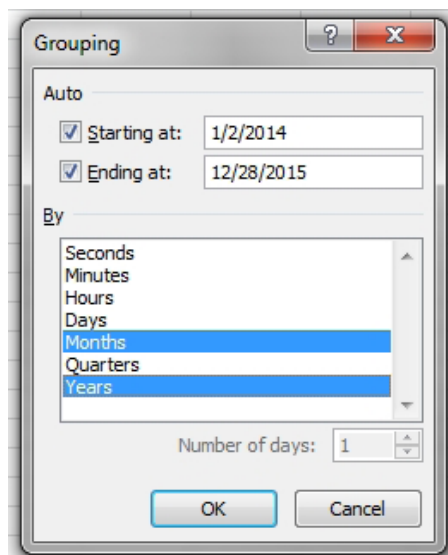 Grouping
?
X
Auto
Starting at: 1/2/2014
Ending at: 12/28/2015
By
Seconds
Minutes
Hours
Days
Months
Quarters
Years
Number of days: 1
OK Cancel